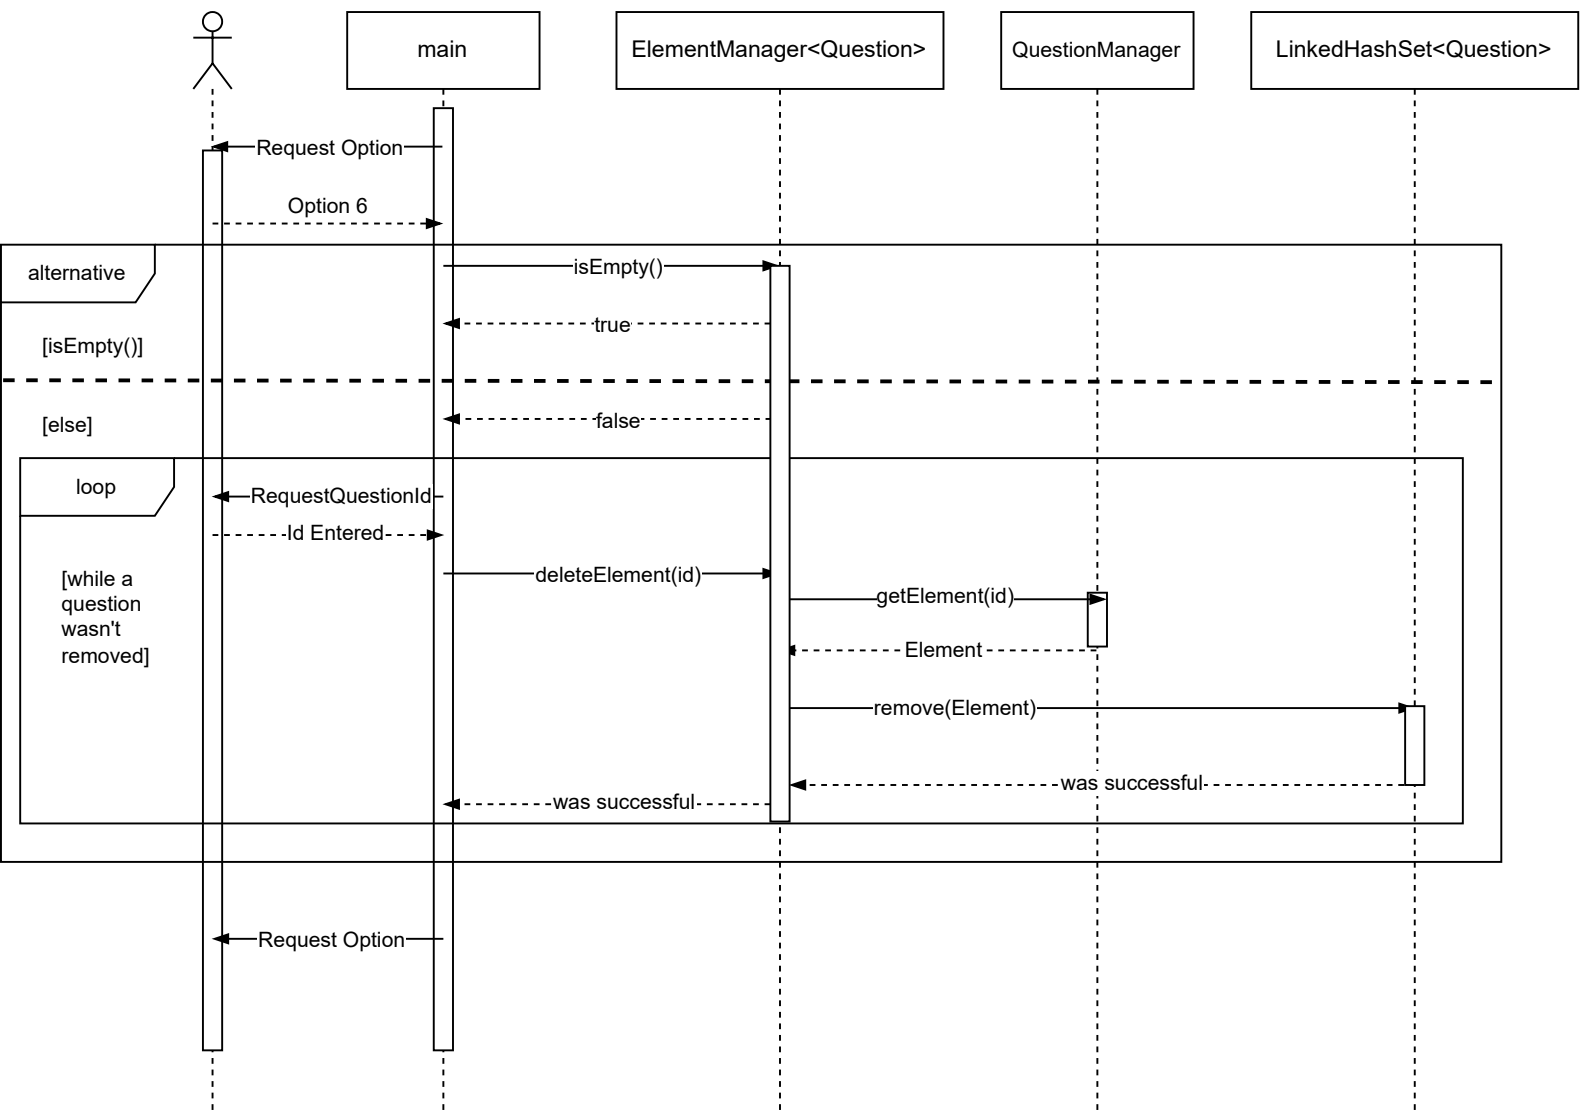 main
ElementManager<Question>
QuestionManager
LinkedHashSet<Question>
Request Option
Option 6
alternative
isEmpty()
true
[isEmpty()]
false
[else]
loop
RequestQuestionId
Id Entered
deleteElement(id)
[while a
question
wasn't
removed]
getElement(id)
Element
remove(Element)
was successful
was successful
Request Option